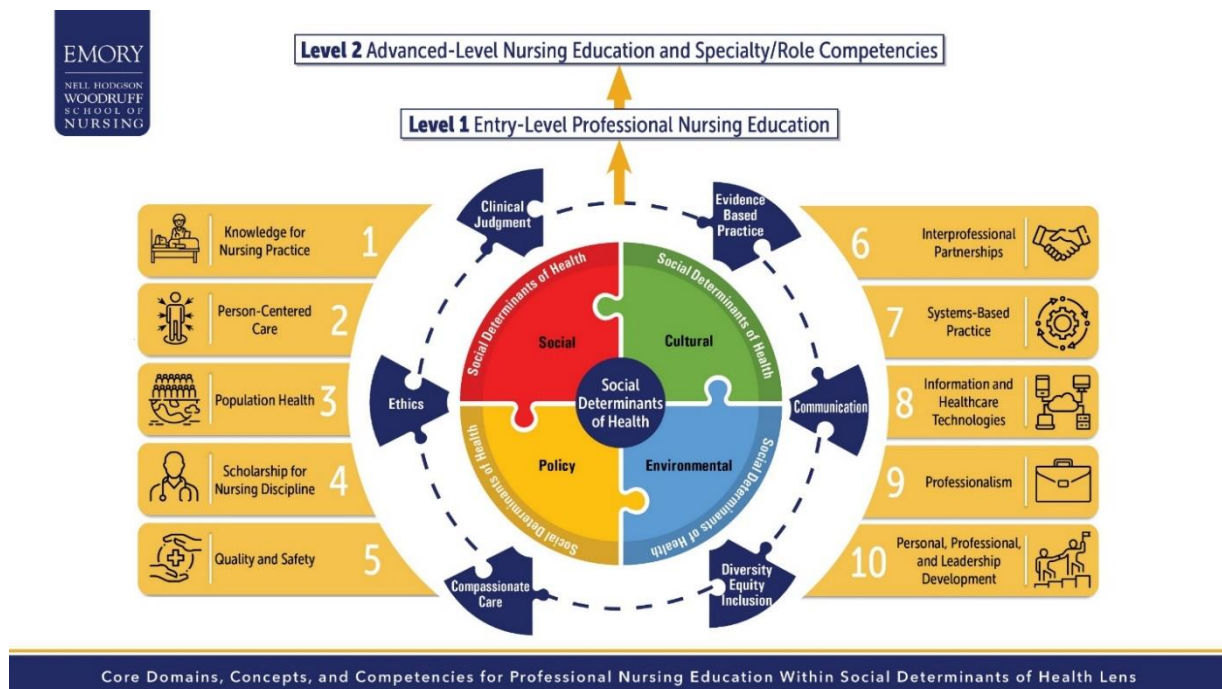 EMORY
NELL HODGSON
WOODRUFF
SCHOOL OF
NURSING
Level 2 Advanced-Level Nursing Education and Specialty/Role Competencies
Level 1 Entry-Level Professional Nursing Education
Knowledge for
Nursing Practice
1
Person-Centered
Care
2
Population Health
3
Scholarship for
Nursing Discipline
4
Quality and Safety
5
Clinical
Judgment
Evidence
Based
Practice
Ethics
Communication
Compassionate
Care
Diversity
Equity
Inclusion
Social Determinants of Health
Social Determinants of Health
Social
Cultural
Social
Determinants
of Health
Policy
Environmental
Social Determinants of Health
Social Determinants of Health
6
Interprofessional
Partnerships
7
Systems-Based
Practice
8
Information and
Healthcare
Technologies
9
Professionalism
10
Personal, Professional,
and Leadership
Development
Core Domains, Concepts, and Competencies for Professional Nursing Education Within Social Determinants of Health Lens